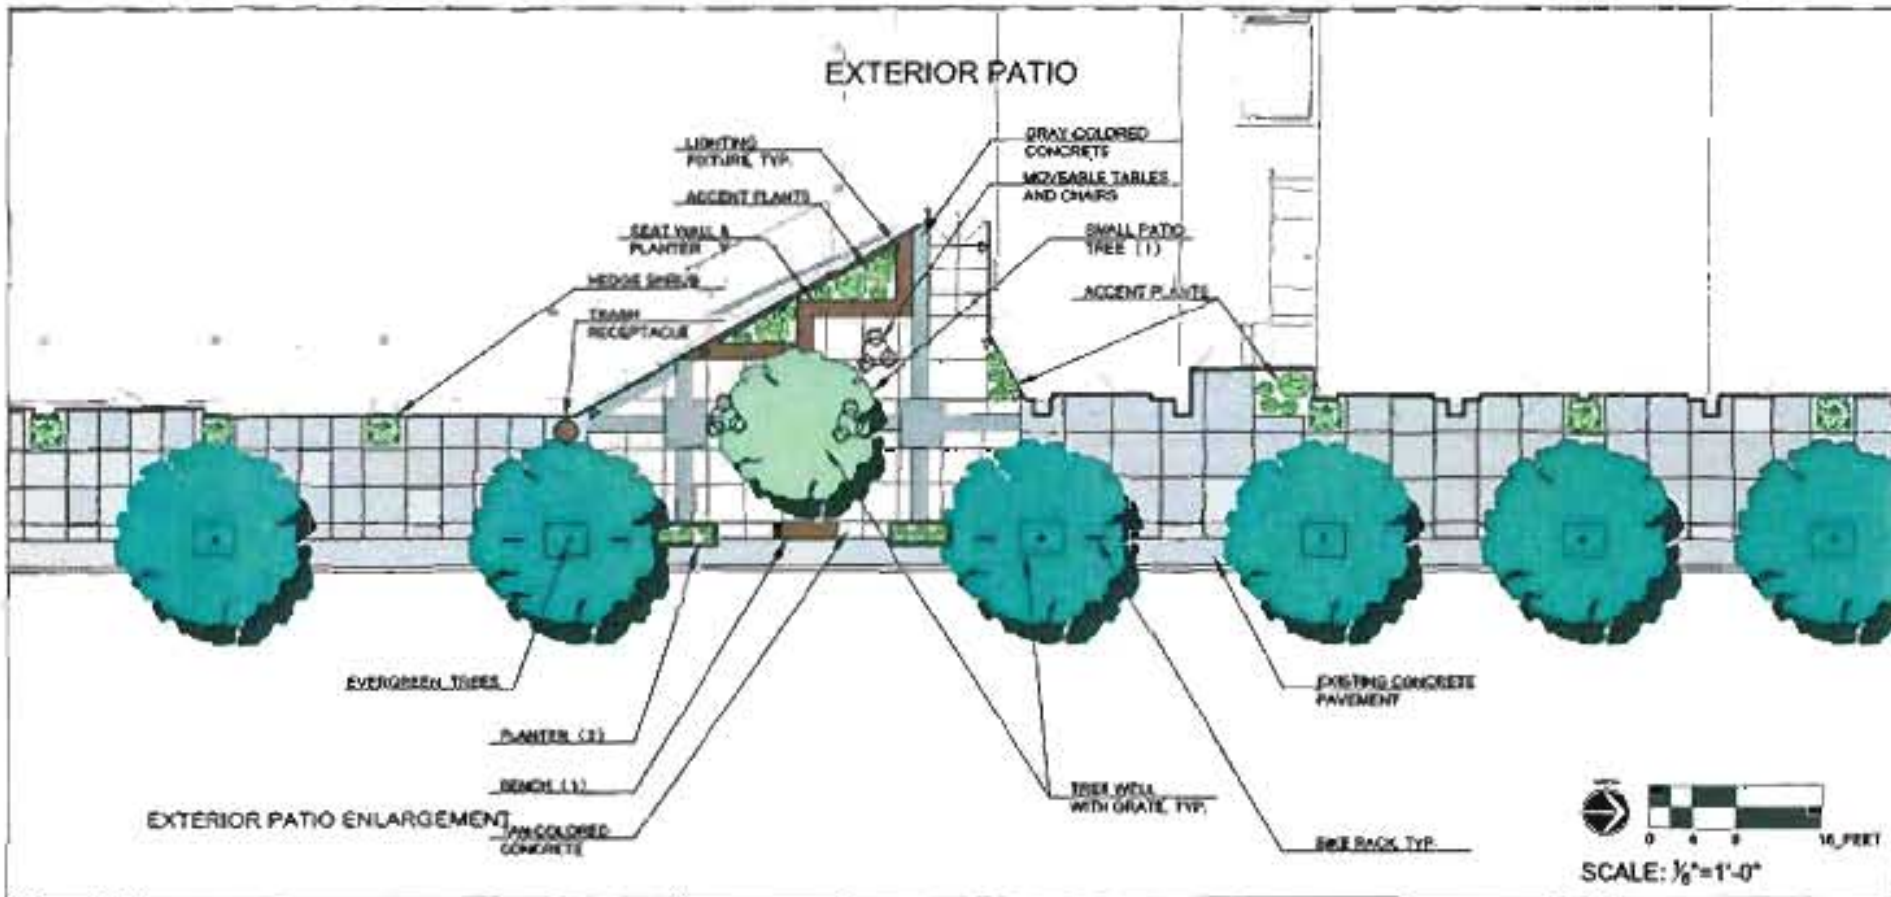 EXTERIOR PATIO
LIGHTING
FIXTURE, TYP.
ACCENT PLANTS
SEAT WALL &
PLANTER
HEDGE SHRUB
TRASH
RECEPTACLE
GRAY-COLORED
CONCRETE
MOVEABLE TABLES
AND CHAIRS
SMALL PATIO
TREE (1)
ACCENT PLANTS
EVERGREEN TREES
PLANTER (2)
BENCH (1)
TAN-COLORED
CONCRETE
EXTERIOR PATIO ENLARGEMENT
TREE WELL
WITH GRATE, TYP.
EXISTING CONCRETE
PAVEMENT
BIKE RACK, TYP.
0 4 8 16 FEET
SCALE: ⅛"=1'-0"